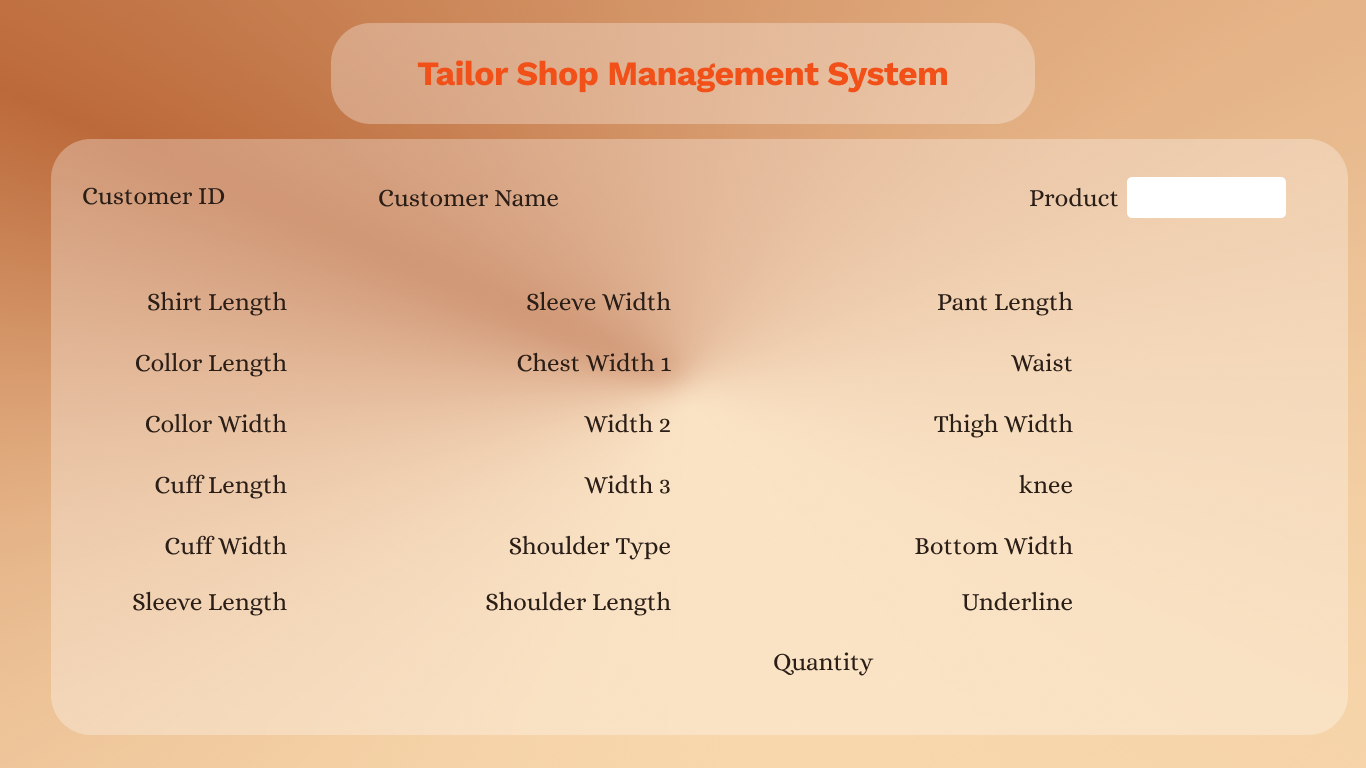 Tailor Shop Management System
Customer ID Customer Name Product
Shirt Length Sleeve Width Pant Length
Collor Length Chest Width 1 Waist
Collor Width Width 2 Thigh Width
Cuff Length Width 3 knee
Cuff Width Shoulder Type Bottom Width
Sleeve Length Shoulder Length Underline
Quantity